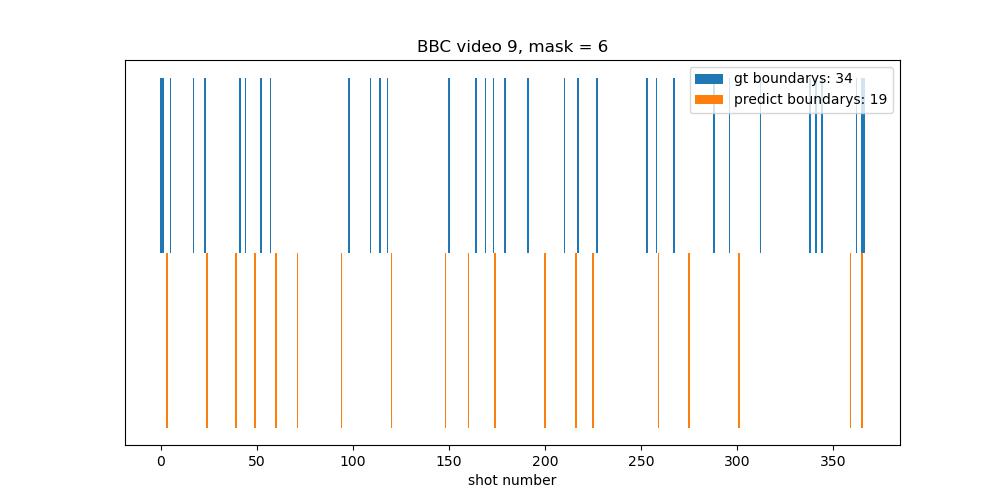 BBC video 9, mask = 6
gt boundarys: 34
predict boundarys: 19
0 50 100 150 200 250 300 350
shot number